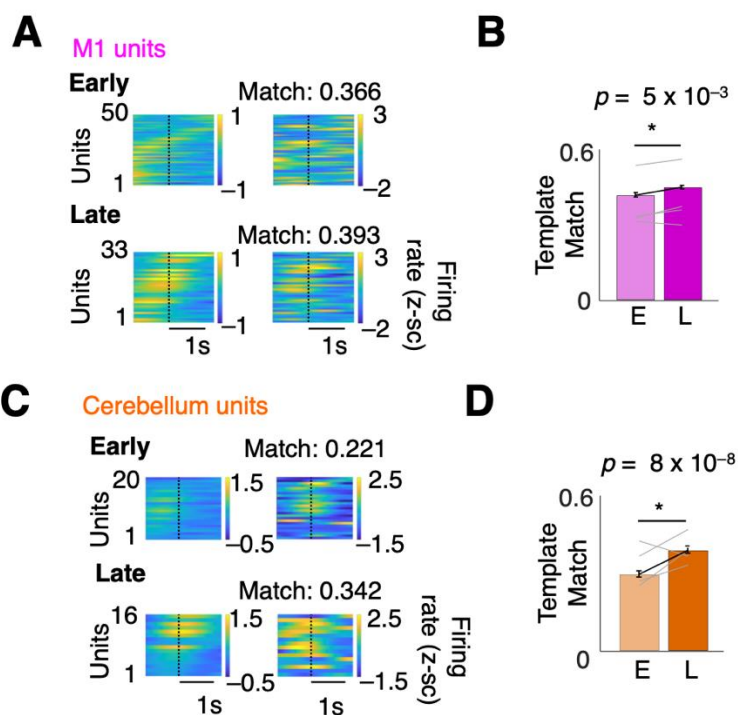 A
M1 units
Early
Match: 0.366
50
Units
1
1
–1
3
–2
Late
Match: 0.393
33
Units
1
1
–1
3
–2
Firing
rate (z-sc)
1s
B
p = 5 x 10–3
*
0.6
Template
Match
0
E L
C
Cerebellum units
Early
Match: 0.221
20
Units
1
1.5
–0.5
2.5
–1.5
Late
Match: 0.342
16
Units
1
1.5
–0.5
2.5
–1.5
Firing
rate (z-sc)
1s
1s
D
p = 8 x 10–8
*
0.6
Template
Match
0
E L